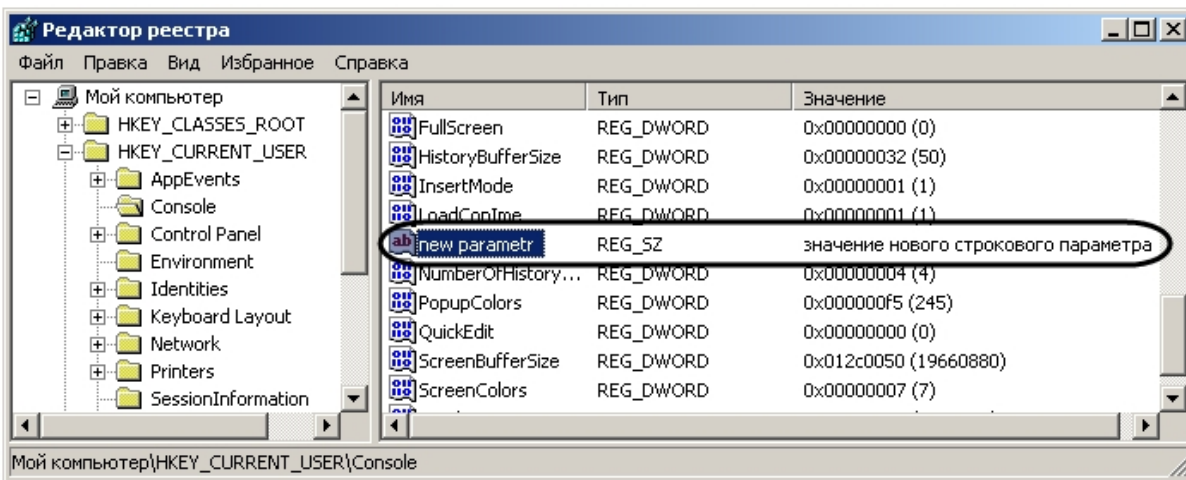 Редактор реестра
Файл Правка Вид Избранное Справка
Мой компьютер
HKEY_CLASSES_ROOT
HKEY_CURRENT_USER
AppEvents
Console
Control Panel
Environment
Identities
Keyboard Layout
Network
Printers
SessionInformation
Имя Тип Значение
FullScreen REG_DWORD 0x00000000 (0)
HistoryBufferSize REG_DWORD 0x00000032 (50)
InsertMode REG_DWORD 0x00000001 (1)
LoadConIme REG_DWORD 0x00000001 (1)
new parametr REG_SZ значение нового строкового параметра
NumberOfHistory... REG_DWORD 0x00000004 (4)
PopupColors REG_DWORD 0x000000f5 (245)
QuickEdit REG_DWORD 0x00000000 (0)
ScreenBufferSize REG_DWORD 0x012c0050 (19660880)
ScreenColors REG_DWORD 0x00000007 (7)
Мой компьютер\HKEY_CURRENT_USER\Console